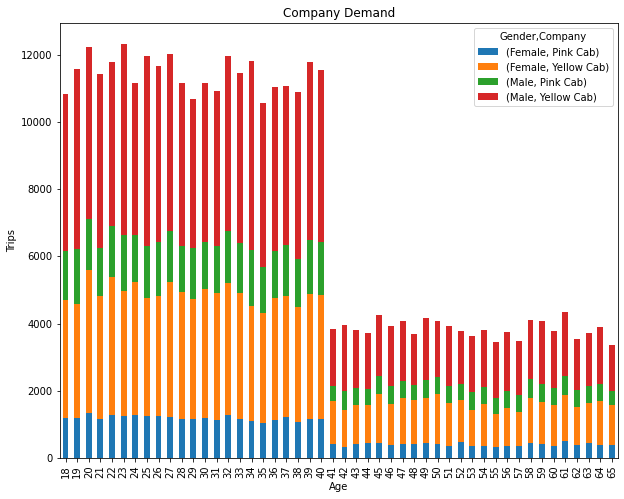 Company Demand
Gender,Company
(Female, Pink Cab)
(Female, Yellow Cab)
(Male, Pink Cab)
(Male, Yellow Cab)
Trips
12000
10000
8000
6000
4000
2000
0
18 19 20 21 22 23 24 25 26 27 28 29 30 31 32 33 34 35 36 37 38 39 40 41 42 43 44 45 46 47 48 49 50 51 52 53 54 55 56 57 58 59 60 61 62 63 64 65
Age